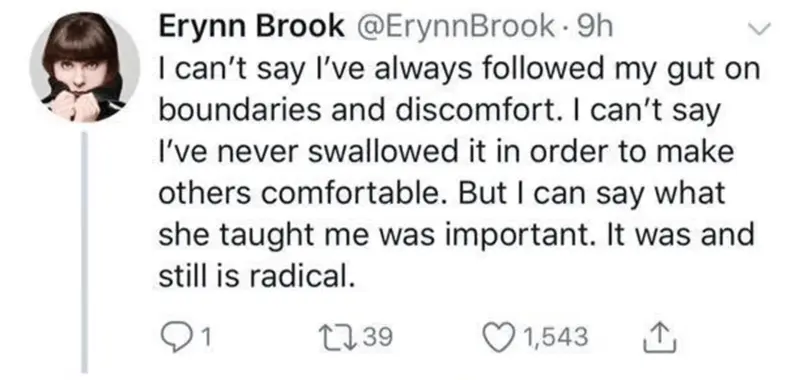 Erynn Brook @ErynnBrook · 9h
I can’t say I’ve always followed my gut on
boundaries and discomfort. I can’t say
I’ve never swallowed it in order to make
others comfortable. But I can say what
she taught me was important. It was and
still is radical.
1 39 1,543